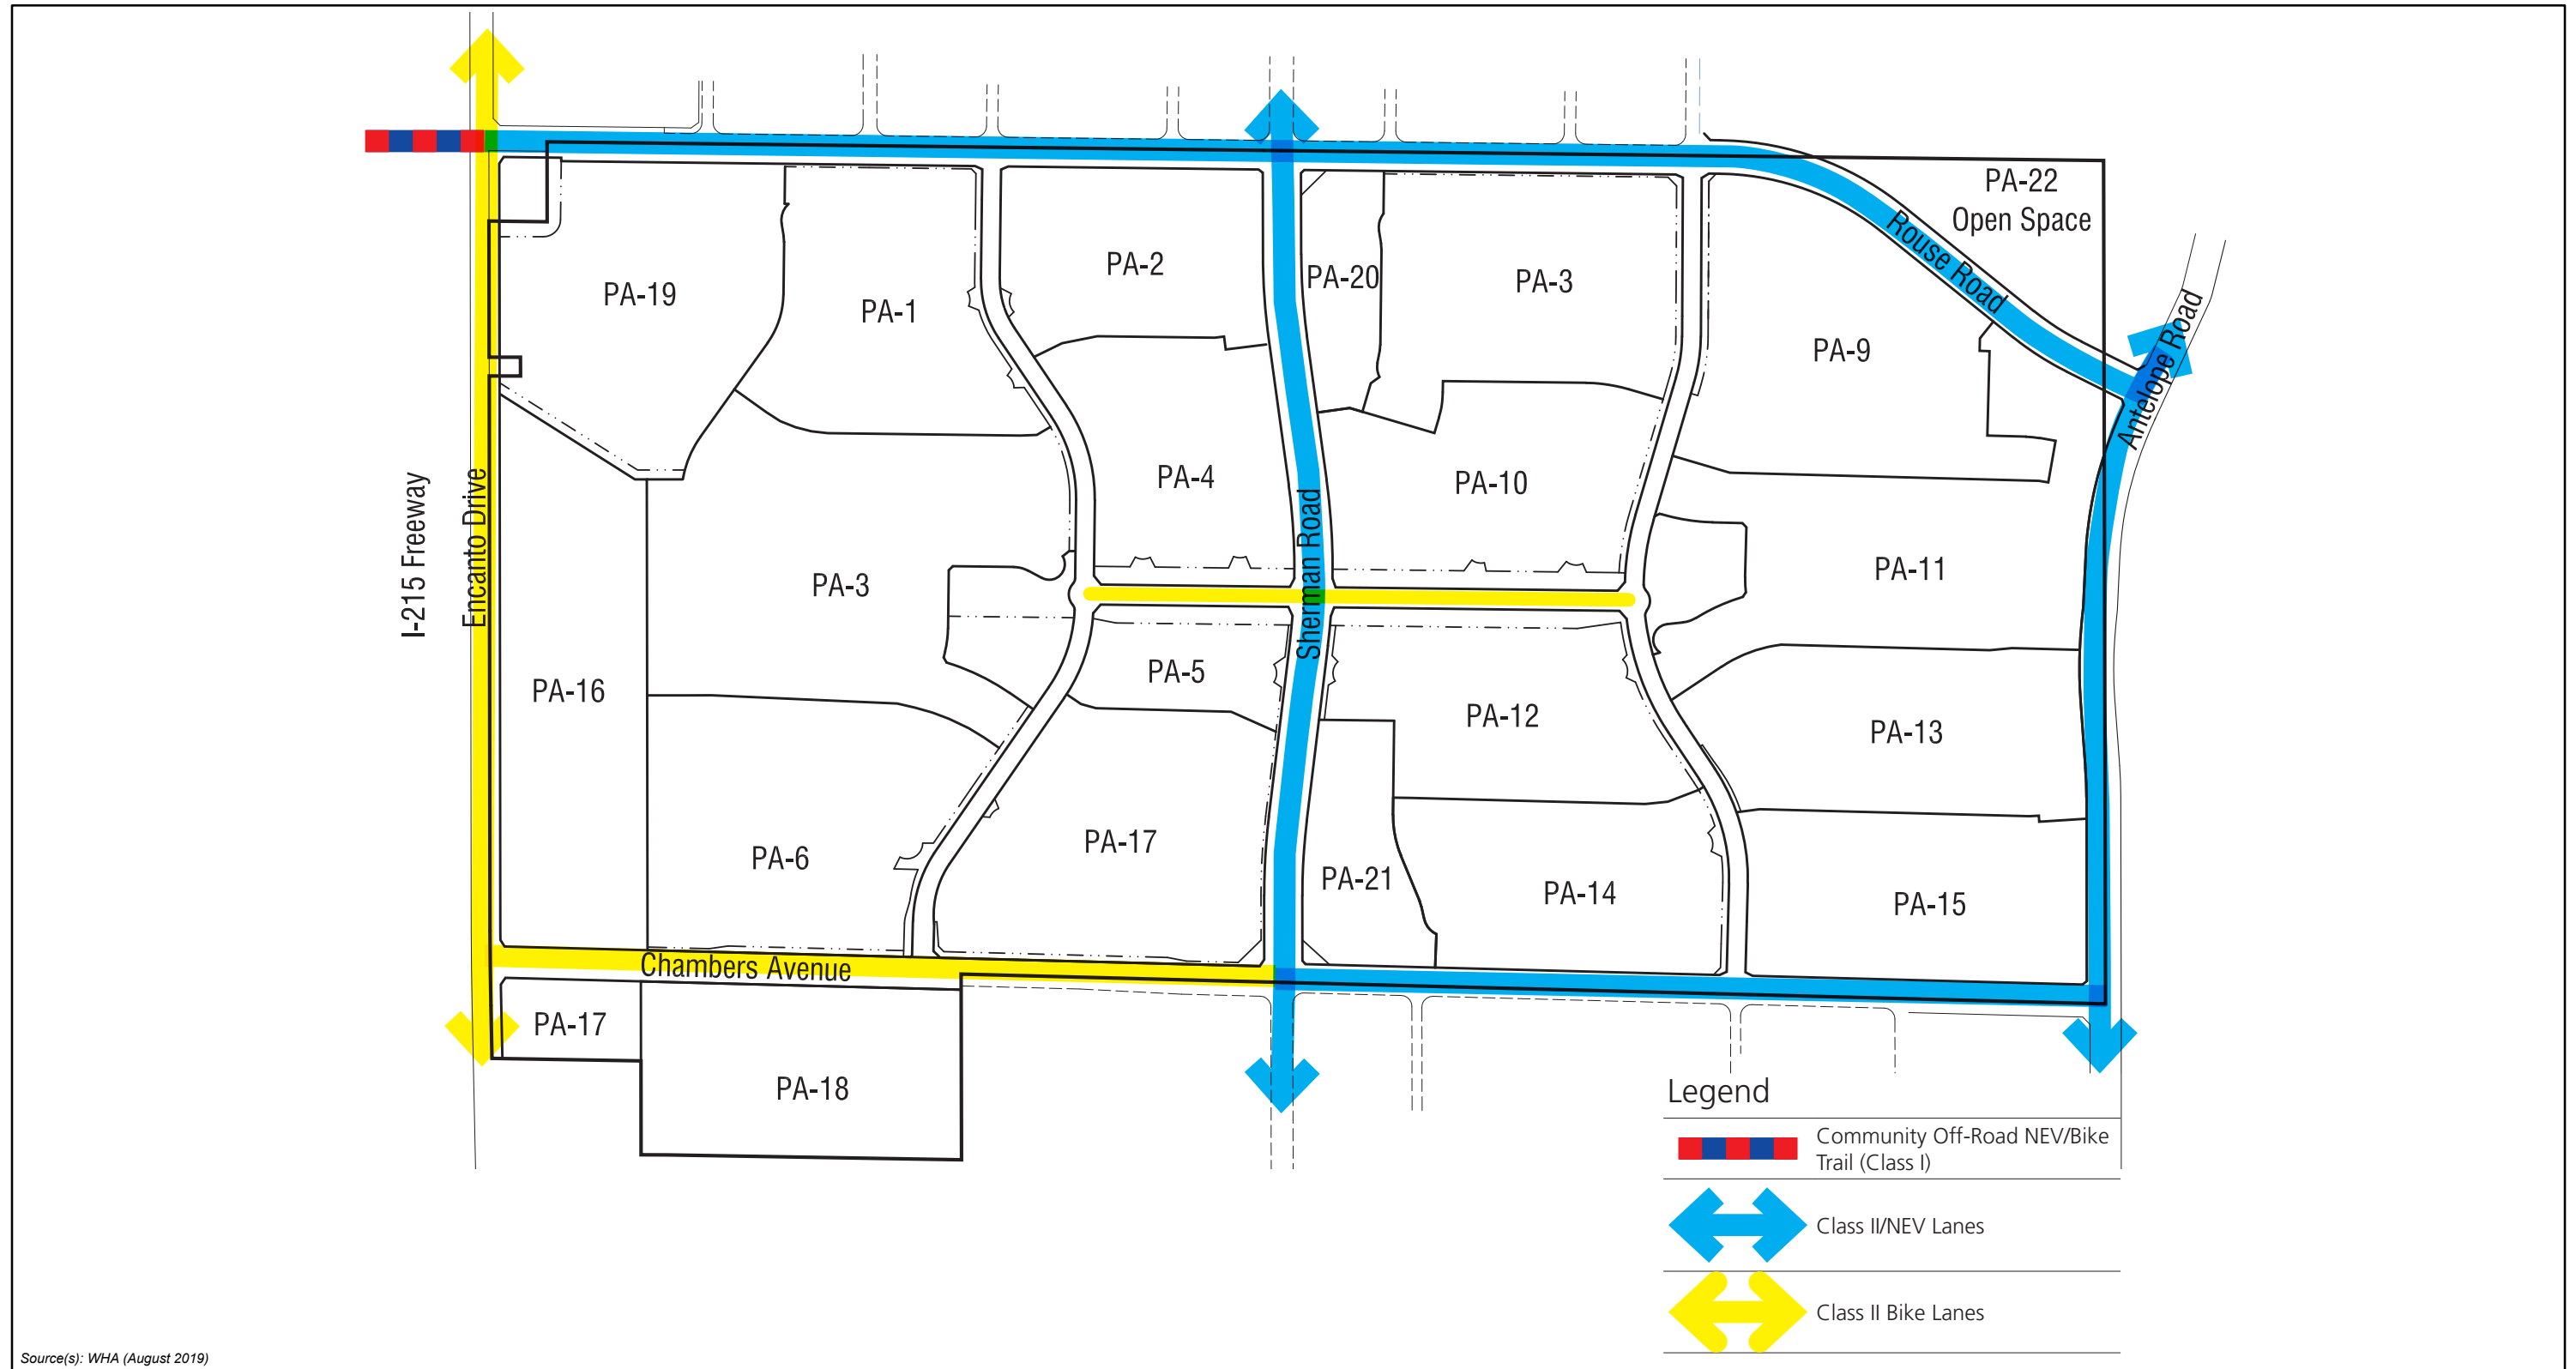 PA-22
Open Space
Rouse Road
Antelope Road
PA-19
PA-1
PA-2
PA-20
PA-3
PA-9
I-215 Freeway
Encanto Drive
PA-4
Sherman Road
PA-10
PA-3
PA-11
PA-16
PA-5
PA-12
PA-13
PA-6
PA-17
PA-21
PA-14
PA-15
Chambers Avenue
PA-17
PA-18
Legend
Community Off-Road NEV/Bike
Trail (Class I)
Class II/NEV Lanes
Class II Bike Lanes
Source(s): WHA (August 2019)